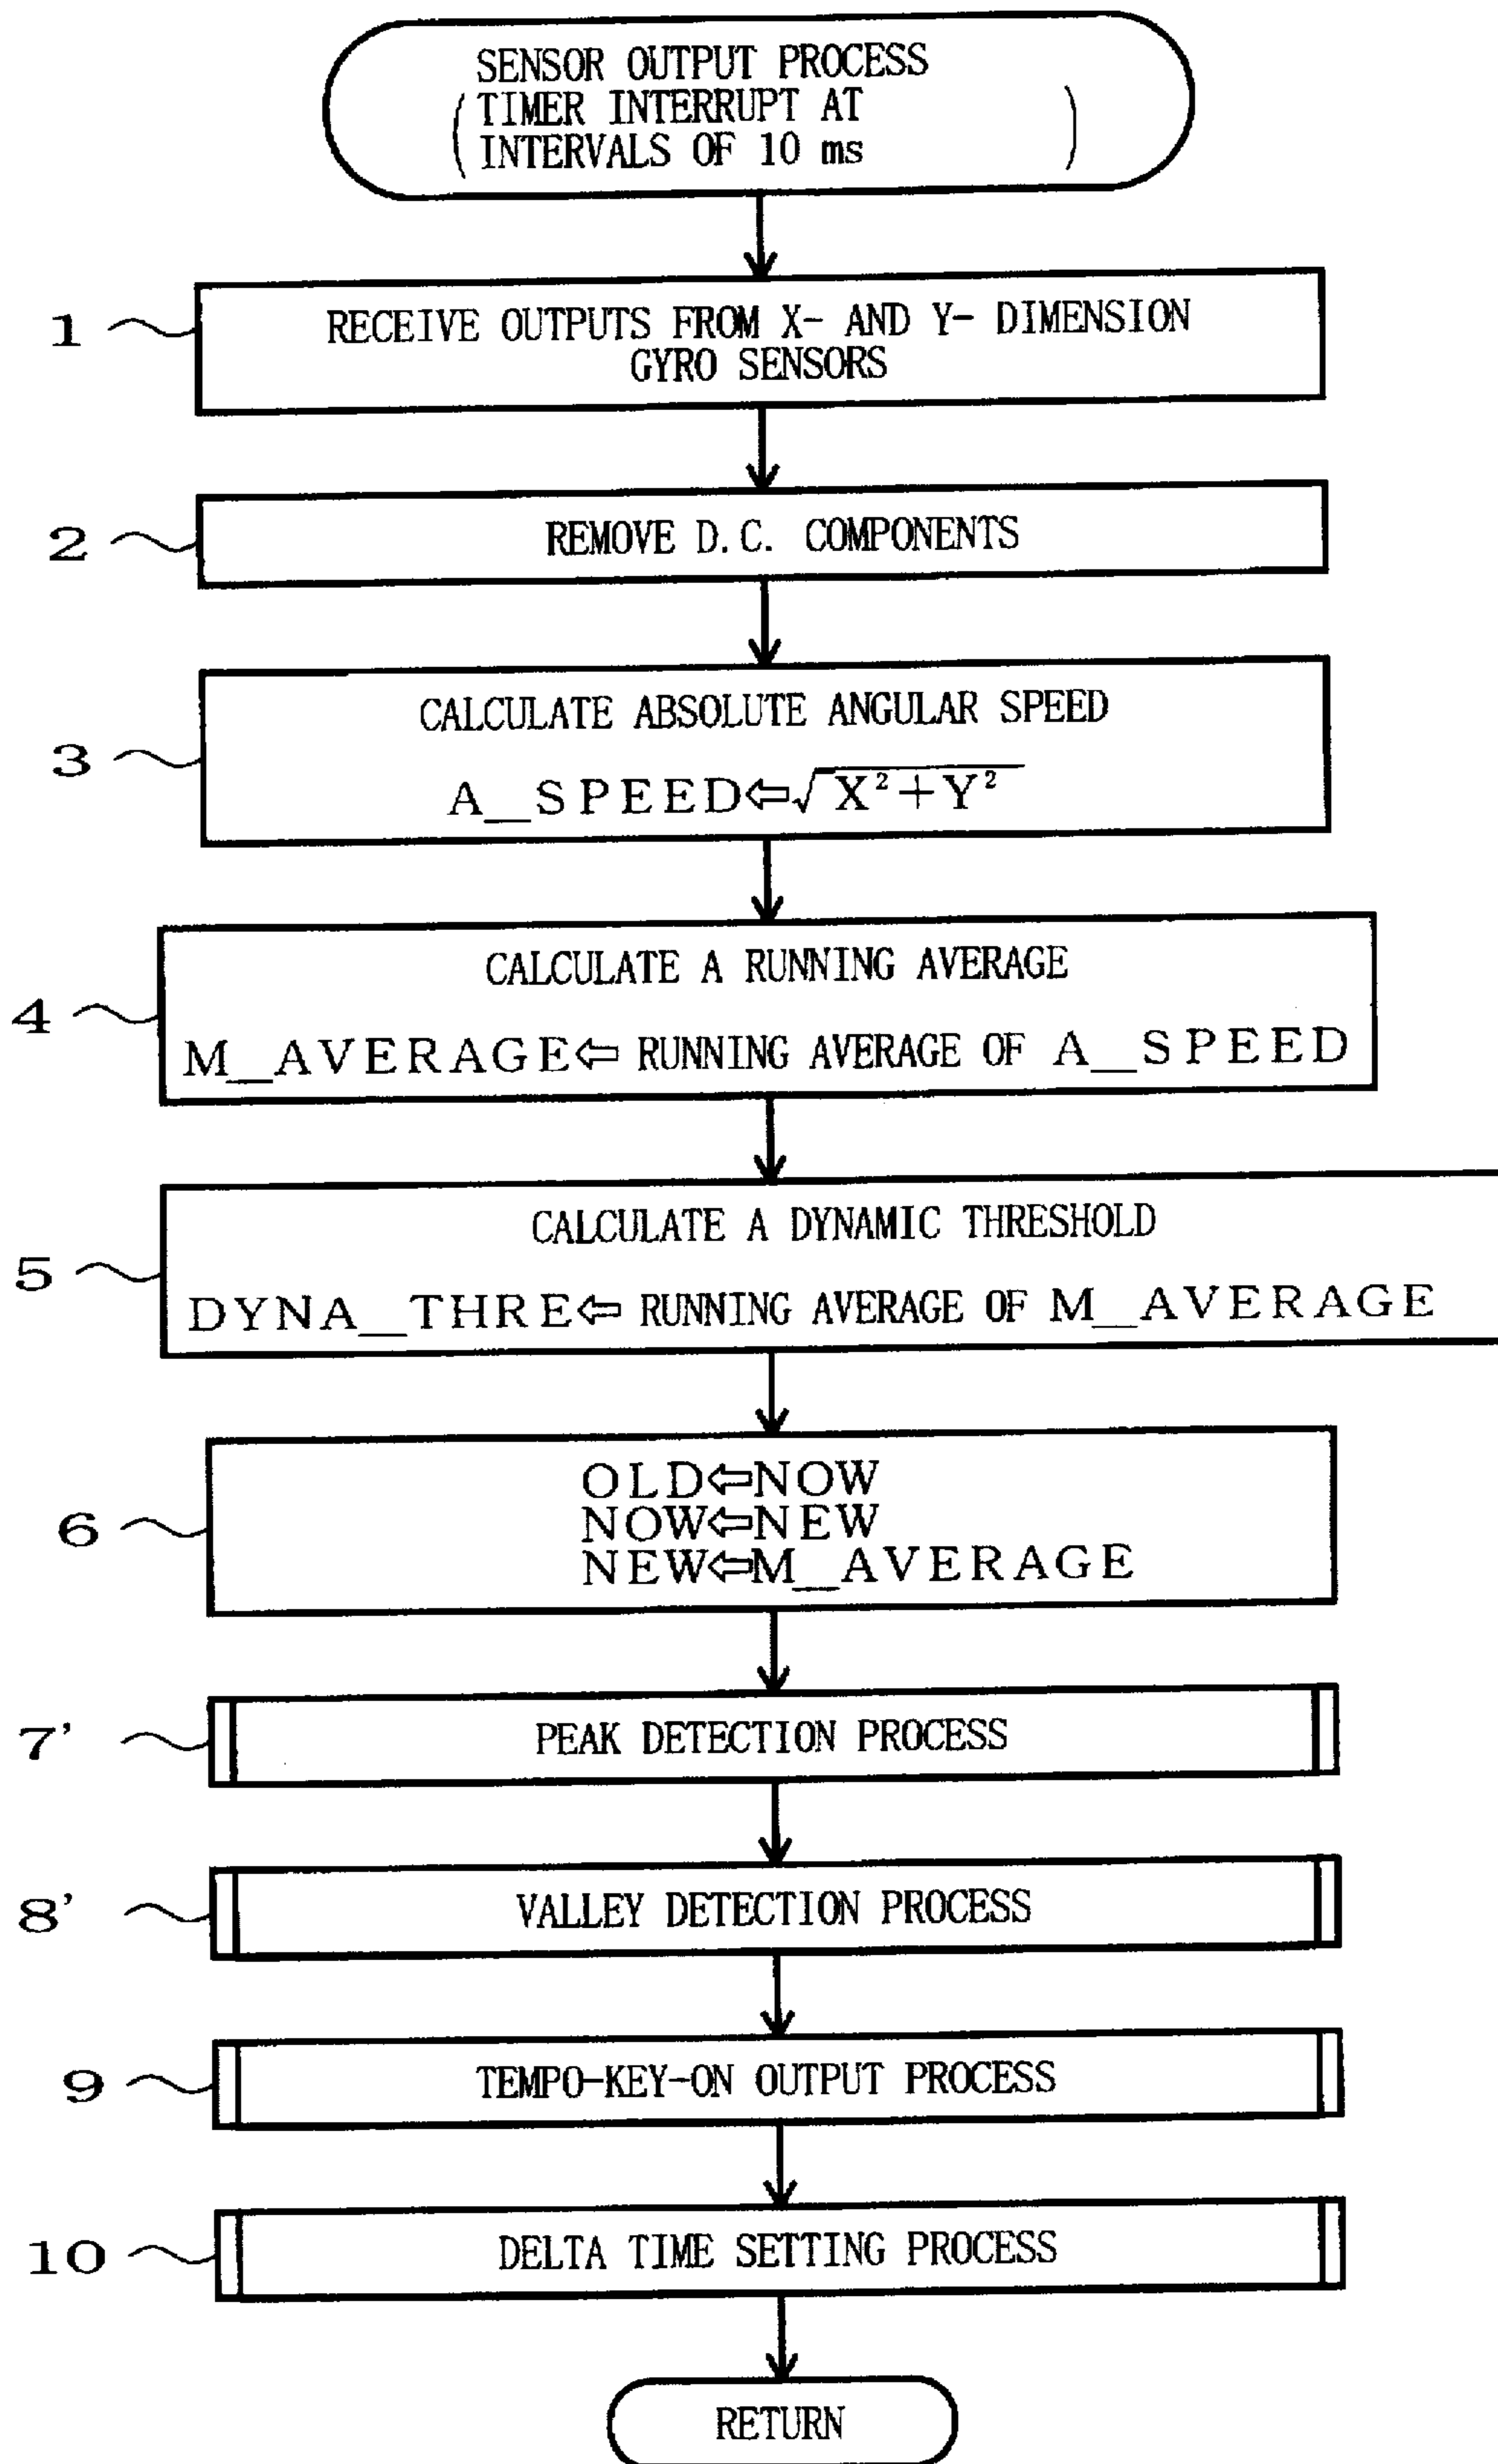 SENSOR OUTPUT PROCESS
(TIMER INTERRUPT AT
INTERVALS OF 10 ms)
1
RECEIVE OUTPUTS FROM X- AND Y- DIMENSION
GYRO SENSORS
2
REMOVE D.C. COMPONENTS
3
CALCULATE ABSOLUTE ANGULAR SPEED
A_SPEED⇦√X²+Y²
4
CALCULATE A RUNNING AVERAGE
M_AVERAGE⇦ RUNNING AVERAGE OF A_SPEED
5
CALCULATE A DYNAMIC THRESHOLD
DYNA_THRE⇦ RUNNING AVERAGE OF M_AVERAGE
6
OLD⇦NOW
NOW⇦NEW
NEW⇦M_AVERAGE
7'
PEAK DETECTION PROCESS
8'
VALLEY DETECTION PROCESS
9
TEMPO-KEY-ON OUTPUT PROCESS
10
DELTA TIME SETTING PROCESS
RETURN